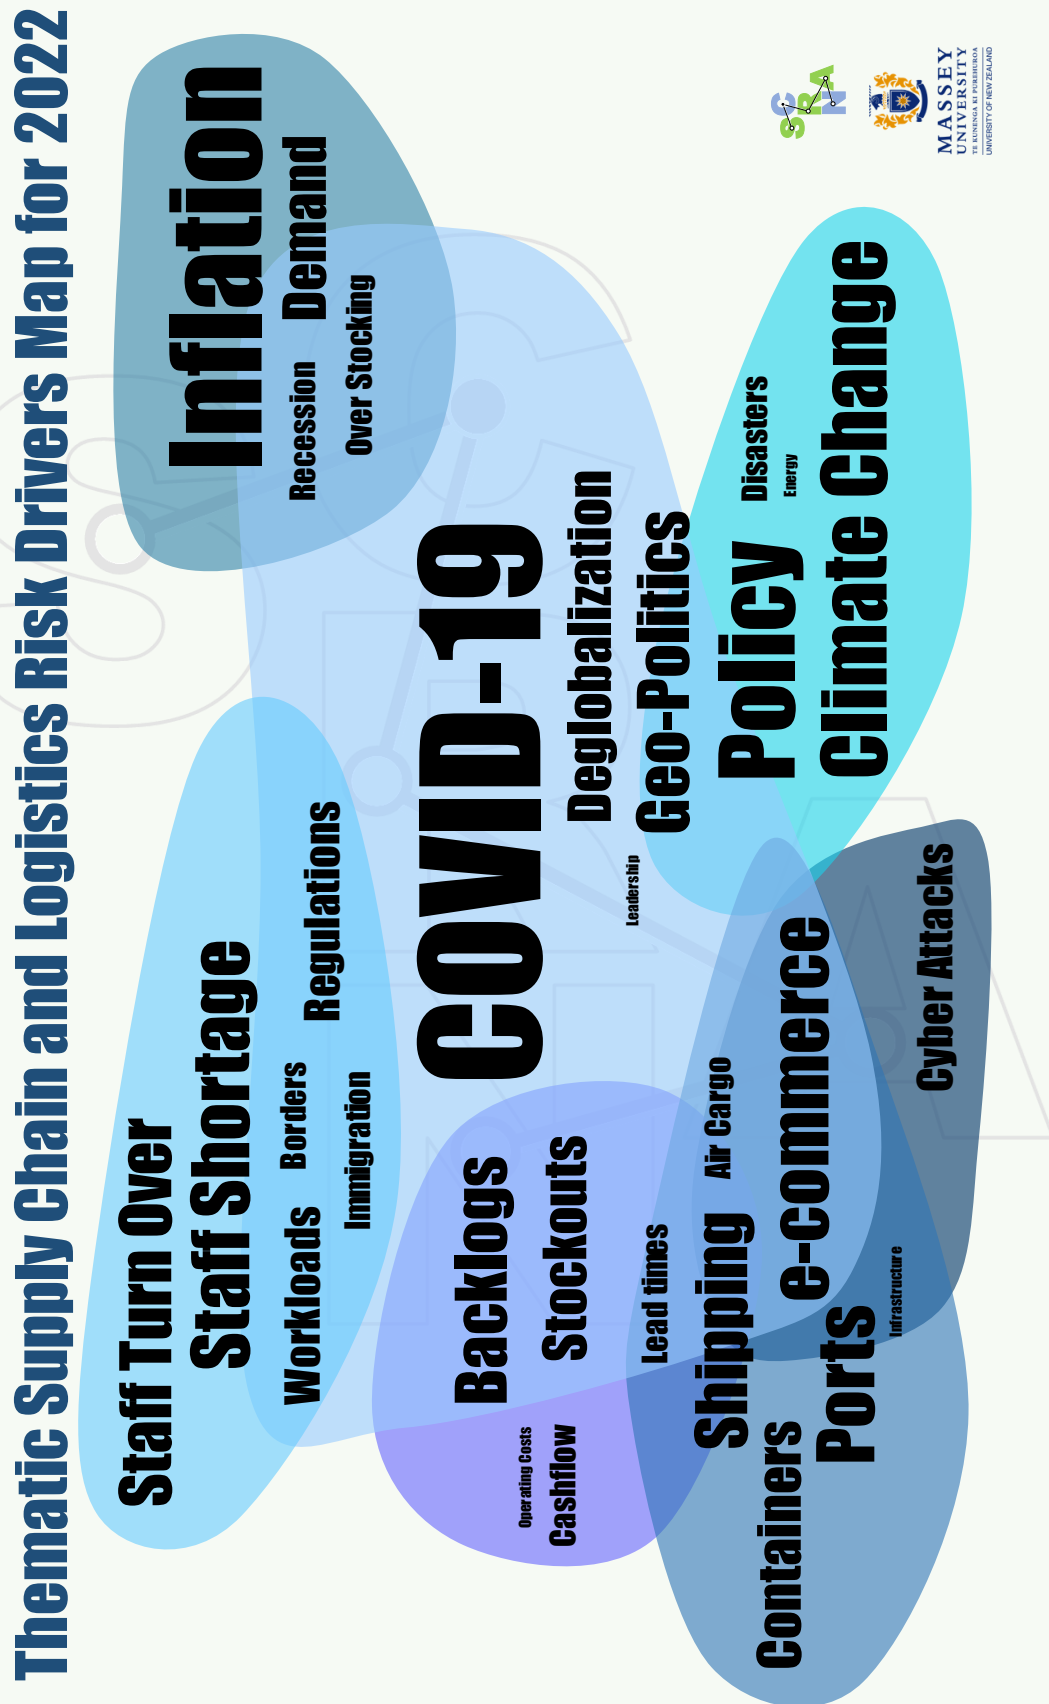 Thematic Supply Chain and Logistics Risk Drivers Map for 2022
Staff Turn Over
Staff Shortage
Workloads
Borders
Regulations
Immigration
Inflation
Demand
Recession
Over Stocking
COVID-19
Deglobalization
Leadership
Geo-Politics
Policy
Disasters
Energy
Climate Change
Backlogs
Stockouts
Operating Costs
Cashflow
Lead times
Shipping
Air Cargo
Containers
e-commerce
Ports
Infrastructure
Cyber Attacks
SC
RAN
MASSEY
UNIVERSITY
TE KUNENGA KI PUREHUROA
UNIVERSITY OF NEW ZEALAND